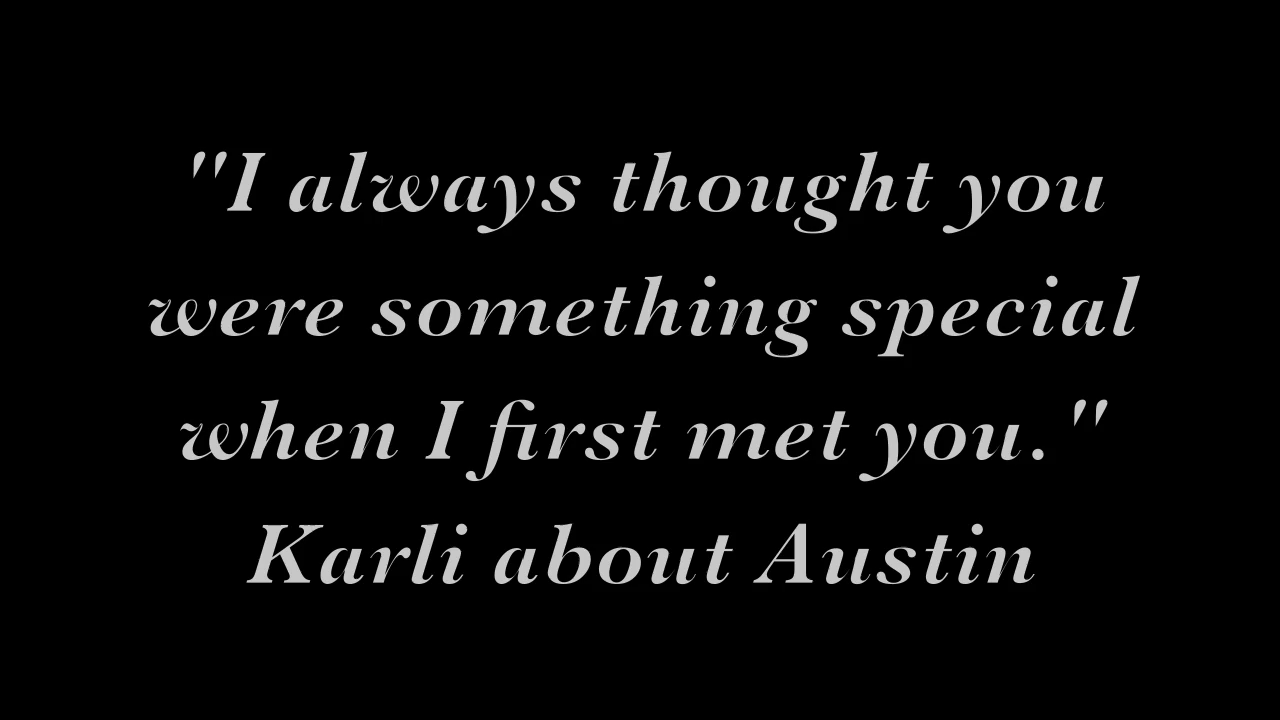 "I always thought you
were something special
when I first met you."
Karli about Austin